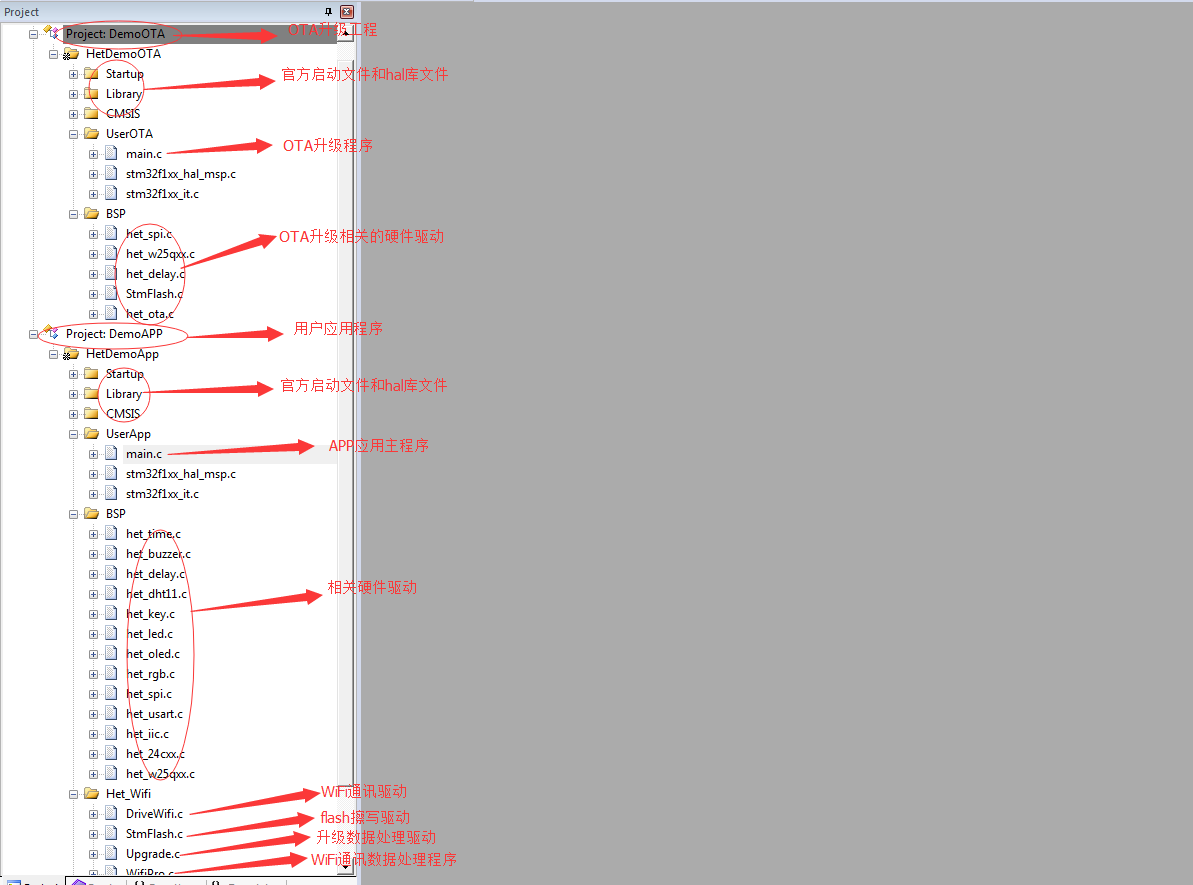 Project
Project: DemoOTA OTA升级工程
HetDemoOTA
Startup 官方启动文件和hal库文件
Library
CMSIS
UserOTA
main.c OTA升级程序
stm32f1xx_hal_msp.c
stm32f1xx_it.c
BSP
het_spi.c OTA升级相关的硬件驱动
het_w25qxx.c
het_delay.c
StmFlash.c
het_ota.c
Project: DemoAPP 用户应用程序
HetDemoApp
Startup
Library 官方启动文件和hal库文件
CMSIS
UserApp
main.c APP应用主程序
stm32f1xx_hal_msp.c
stm32f1xx_it.c
BSP
het_time.c
het_buzzer.c
het_delay.c
het_dht11.c 相关硬件驱动
het_key.c
het_led.c
het_oled.c
het_rgb.c
het_spi.c
het_usart.c
het_iic.c
het_24cxx.c
het_w25qxx.c
Het_Wifi WiFi通讯驱动
DriveWifi.c flash擦写驱动
StmFlash.c 升级数据处理驱动
Upgrade.c WiFi通讯数据处理程序
WifiPro.c